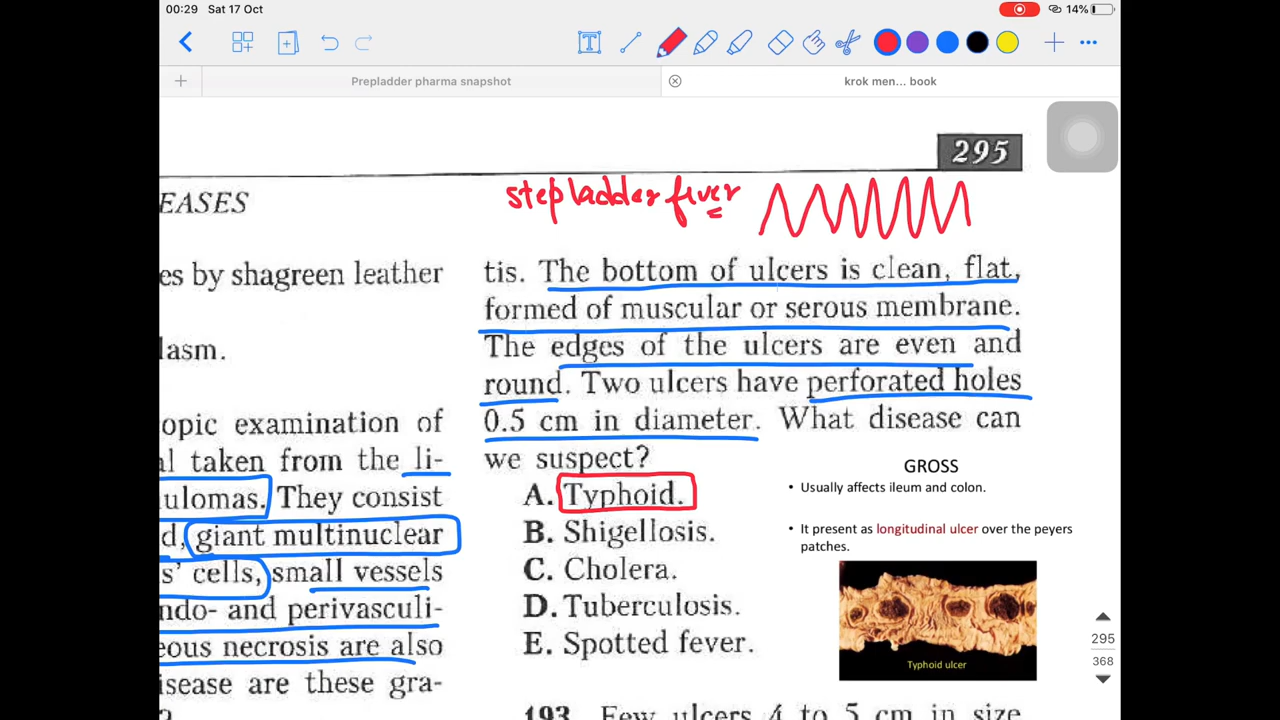 00:29 Sat 17 Oct
14%
Prepladder pharma snapshot
krok men... book
295
EASES
stepladder fever
es by shagreen leather
lasm.
opic examination of
al taken from the li-
ulomas. They consist
d, giant multinuclear
s' cells, small vessels
ndo- and perivasculi-
eous necrosis are also
isease are these gra-
?
tis. The bottom of ulcers is clean, flat,
formed of muscular or serous membrane.
The edges of the ulcers are even and
round. Two ulcers have perforated holes
0.5 cm in diameter. What disease can
we suspect?
A. Typhoid.
B. Shigellosis.
C. Cholera.
D. Tuberculosis.
E. Spotted fever.
193. Few ulcers 4 to 5 cm in size
GROSS
• Usually affects ileum and colon.
• It present as longitudinal ulcer over the peyers
patches.
Typhoid ulcer
295
368